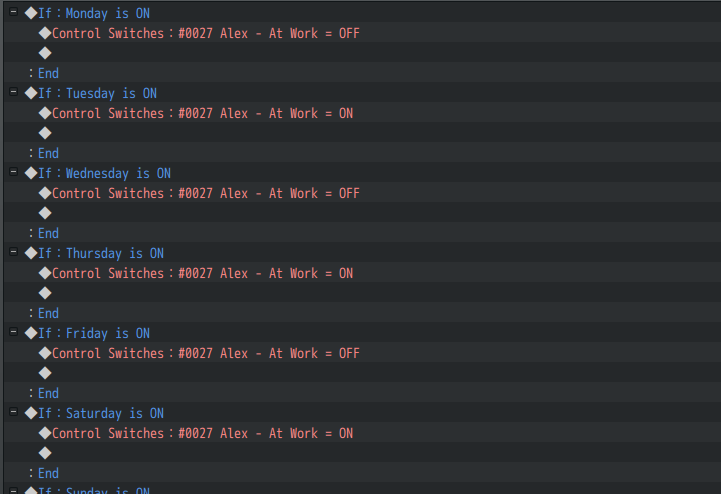 ◆If：Monday is ON
◆Control Switches：#0027 Alex - At Work = OFF
◆
：End
◆If：Tuesday is ON
◆Control Switches：#0027 Alex - At Work = ON
◆
：End
◆If：Wednesday is ON
◆Control Switches：#0027 Alex - At Work = OFF
◆
：End
◆If：Thursday is ON
◆Control Switches：#0027 Alex - At Work = ON
◆
：End
◆If：Friday is ON
◆Control Switches：#0027 Alex - At Work = OFF
◆
：End
◆If：Saturday is ON
◆Control Switches：#0027 Alex - At Work = ON
◆
：End
◆If：Sunday is ON